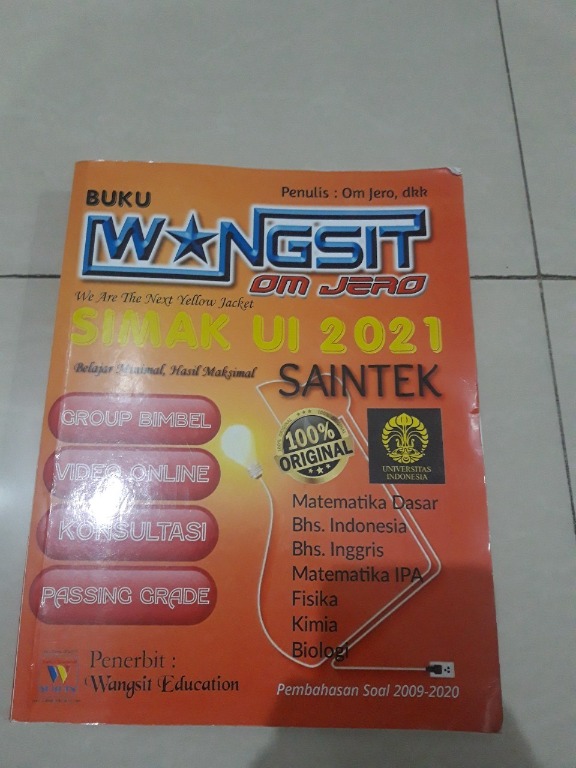 BUKU
Penulis : Om Jero, dkk
WANGSIT
OM JERO
We Are The Next Yellow Jacket
SIMAK UI 2021
Belajar Minimal, Hasil Maksimal
SAINTEK
GROUP BIMBEL
VIDEO ONLINE
KONSULTASI
PASSING GRADE
100%
ORIGINAL
UNIVERSITAS
INDONESIA
Matematika Dasar
Bhs. Indonesia
Bhs. Inggris
Matematika IPA
Fisika
Kimia
Biologi
Penerbit :
Wangsit Education
Pembahasan Soal 2009-2020